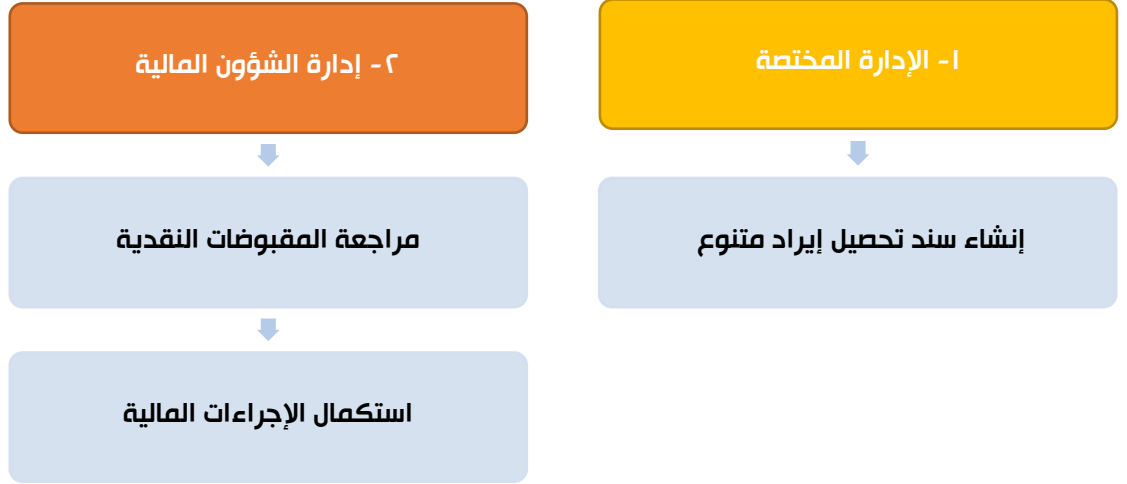 ١- الإدارة المختصة
إنشاء سند تحصيل إيراد متنوع
٢- إدارة الشؤون المالية
مراجعة المقبوضات النقدية
استكمال الإجراءات المالية